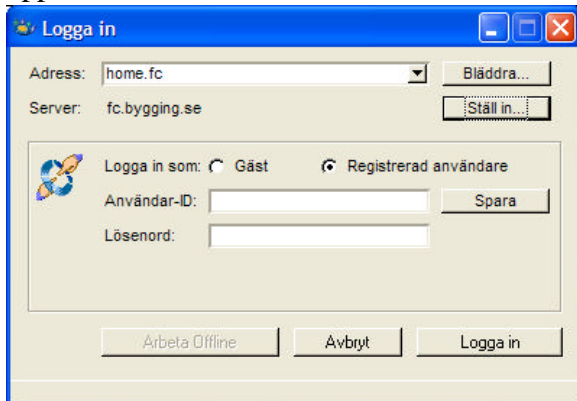 Logga in
Adress: home.fc Bläddra...
Server: fc.bygging.se Ställ in...
Logga in som: Gäst Registrerad användare
Användar-ID: Spara
Lösenord:
Arbeta Offline Avbryt Logga in